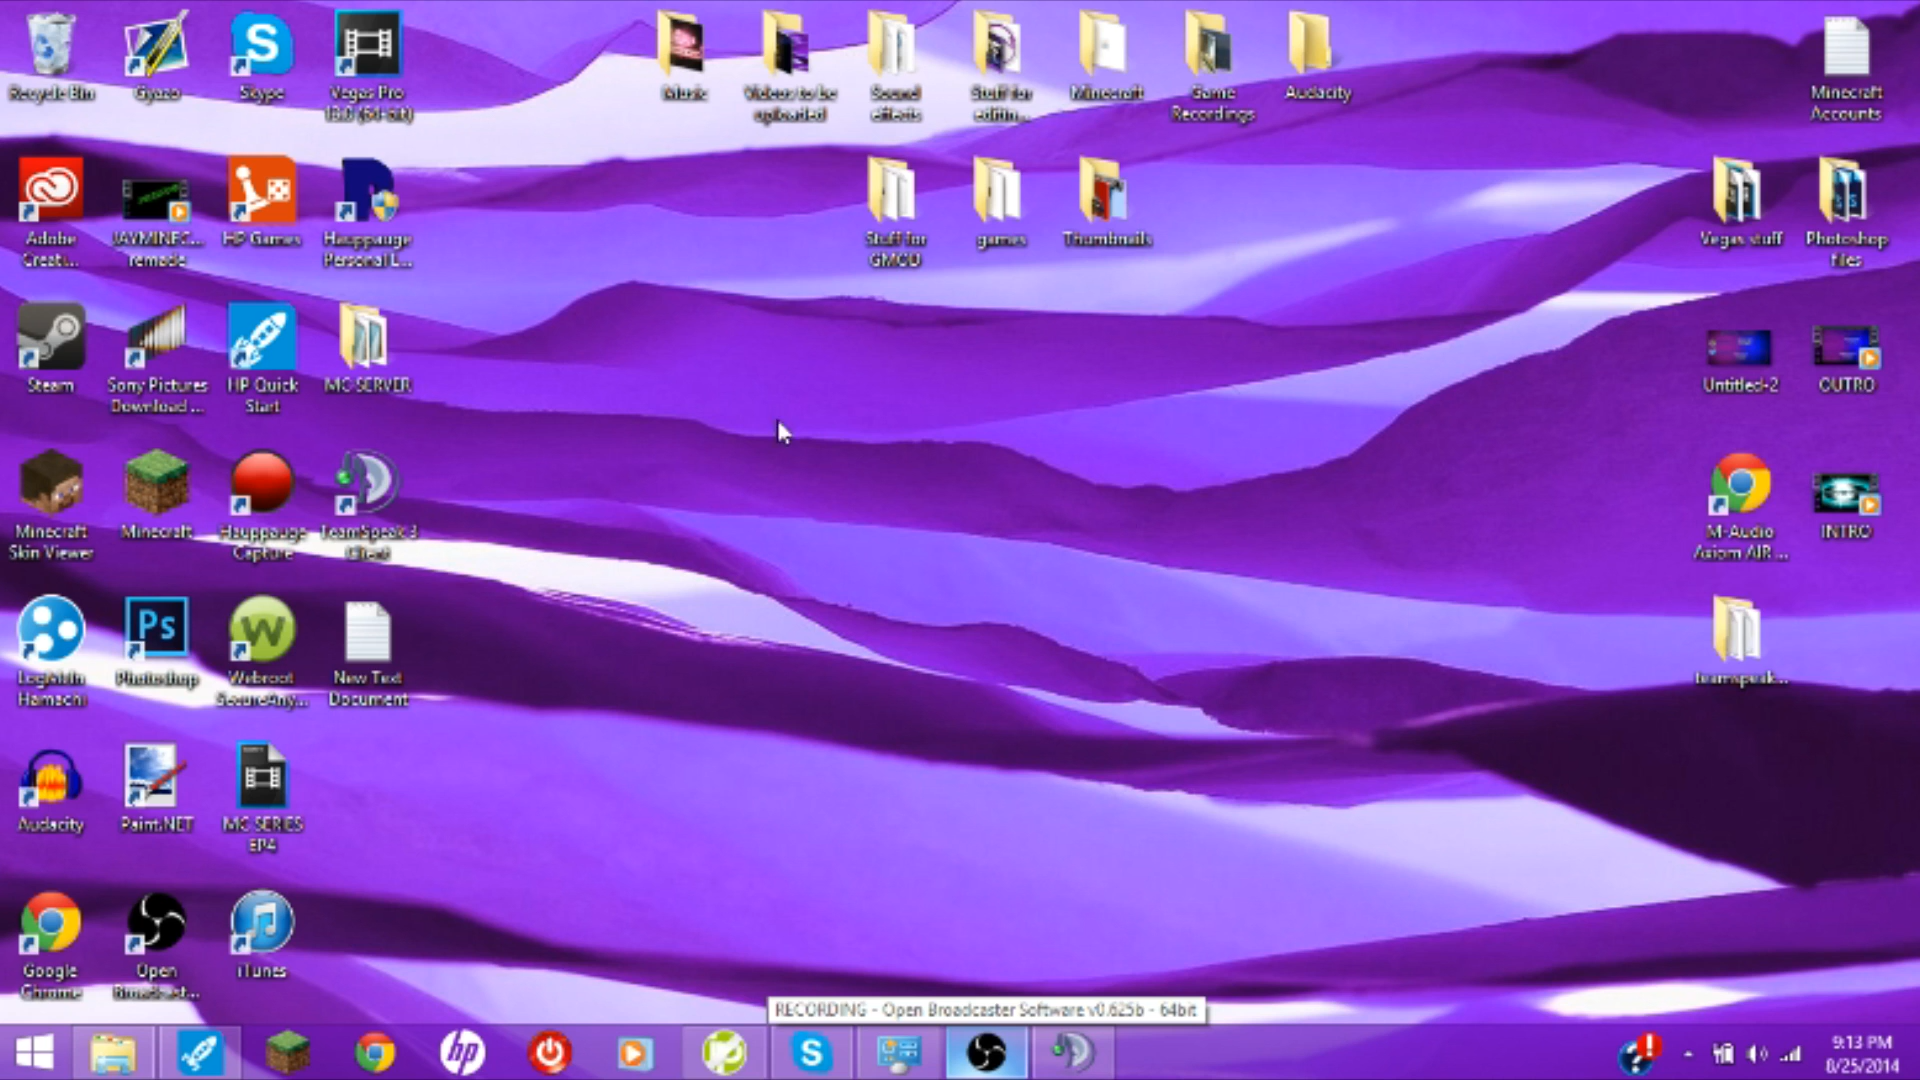 Recycle Bin
Gyazo
Skype
Vegas Pro
13.0 (64-bit)
Music
Videos to be
uploaded
Sound
effects
Stuff for
editin...
Minecraft
Game
Recordings
Audacity
Minecraft
Accounts
Adobe
Creati...
JAYMINEC...
remade
HP Games
Hauppauge
Personal L...
Stuff for
GMOD
games
Thumbnails
Vegas stuff
Photoshop
files
Steam
Sony Pictures
Download ...
HP Quick
Start
MC SERVER
Untitled-2
OUTRO
Minecraft
Skin Viewer
Minecraft
Hauppauge
Capture
TeamSpeak 3
Client
M-Audio
Axiom AIR ...
INTRO
LogMeIn
Hamachi
Ps
Photoshop
W
Webroot
SecureAny...
New Text
Document
teamspeak...
Audacity
Paint.NET
MC SERIES
EP4
Google
Chrome
Open
Broadcast...
iTunes
RECORDING - Open Broadcaster Software v0.625b - 64bit
hp
9:13 PM
8/25/2014